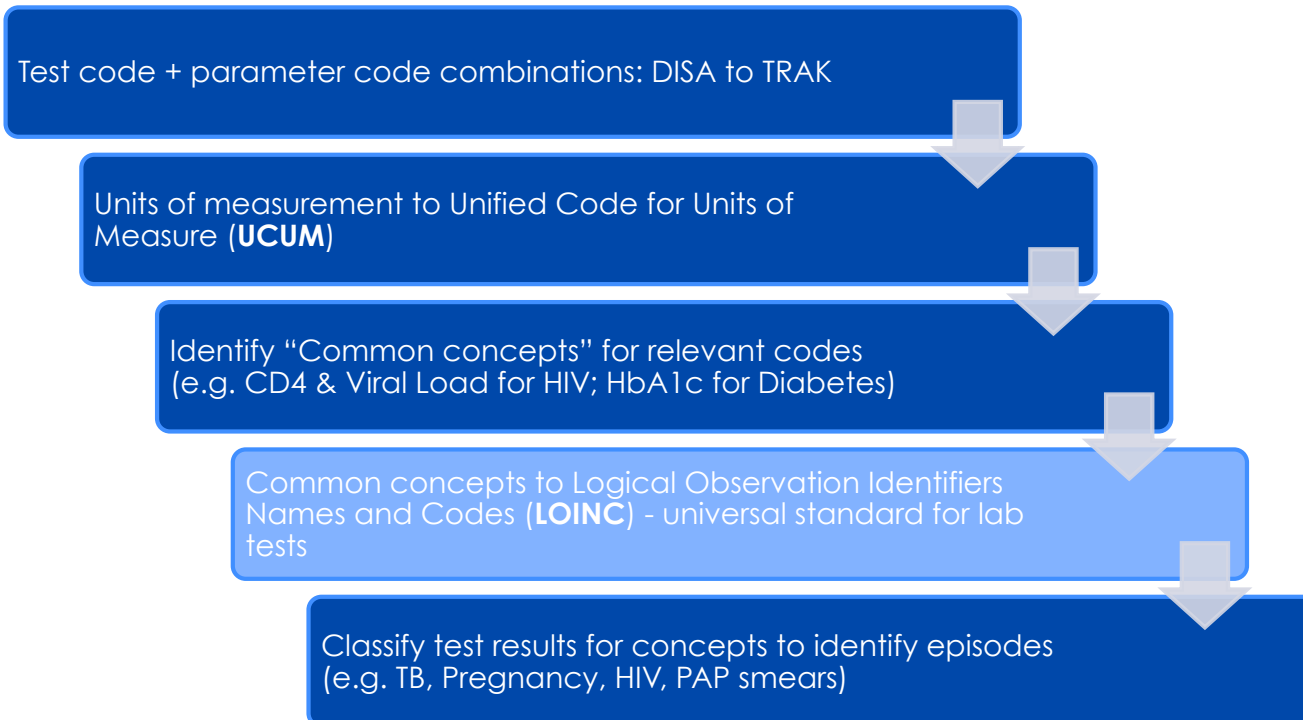 Test code + parameter code combinations: DISA to TRAK
Units of measurement to Unified Code for Units of
Measure (UCUM)
Identify “Common concepts” for relevant codes
(e.g. CD4 & Viral Load for HIV; HbA1c for Diabetes)
Common concepts to Logical Observation Identifiers
Names and Codes (LOINC) - universal standard for lab
tests
Classify test results for concepts to identify episodes
(e.g. TB, Pregnancy, HIV, PAP smears)